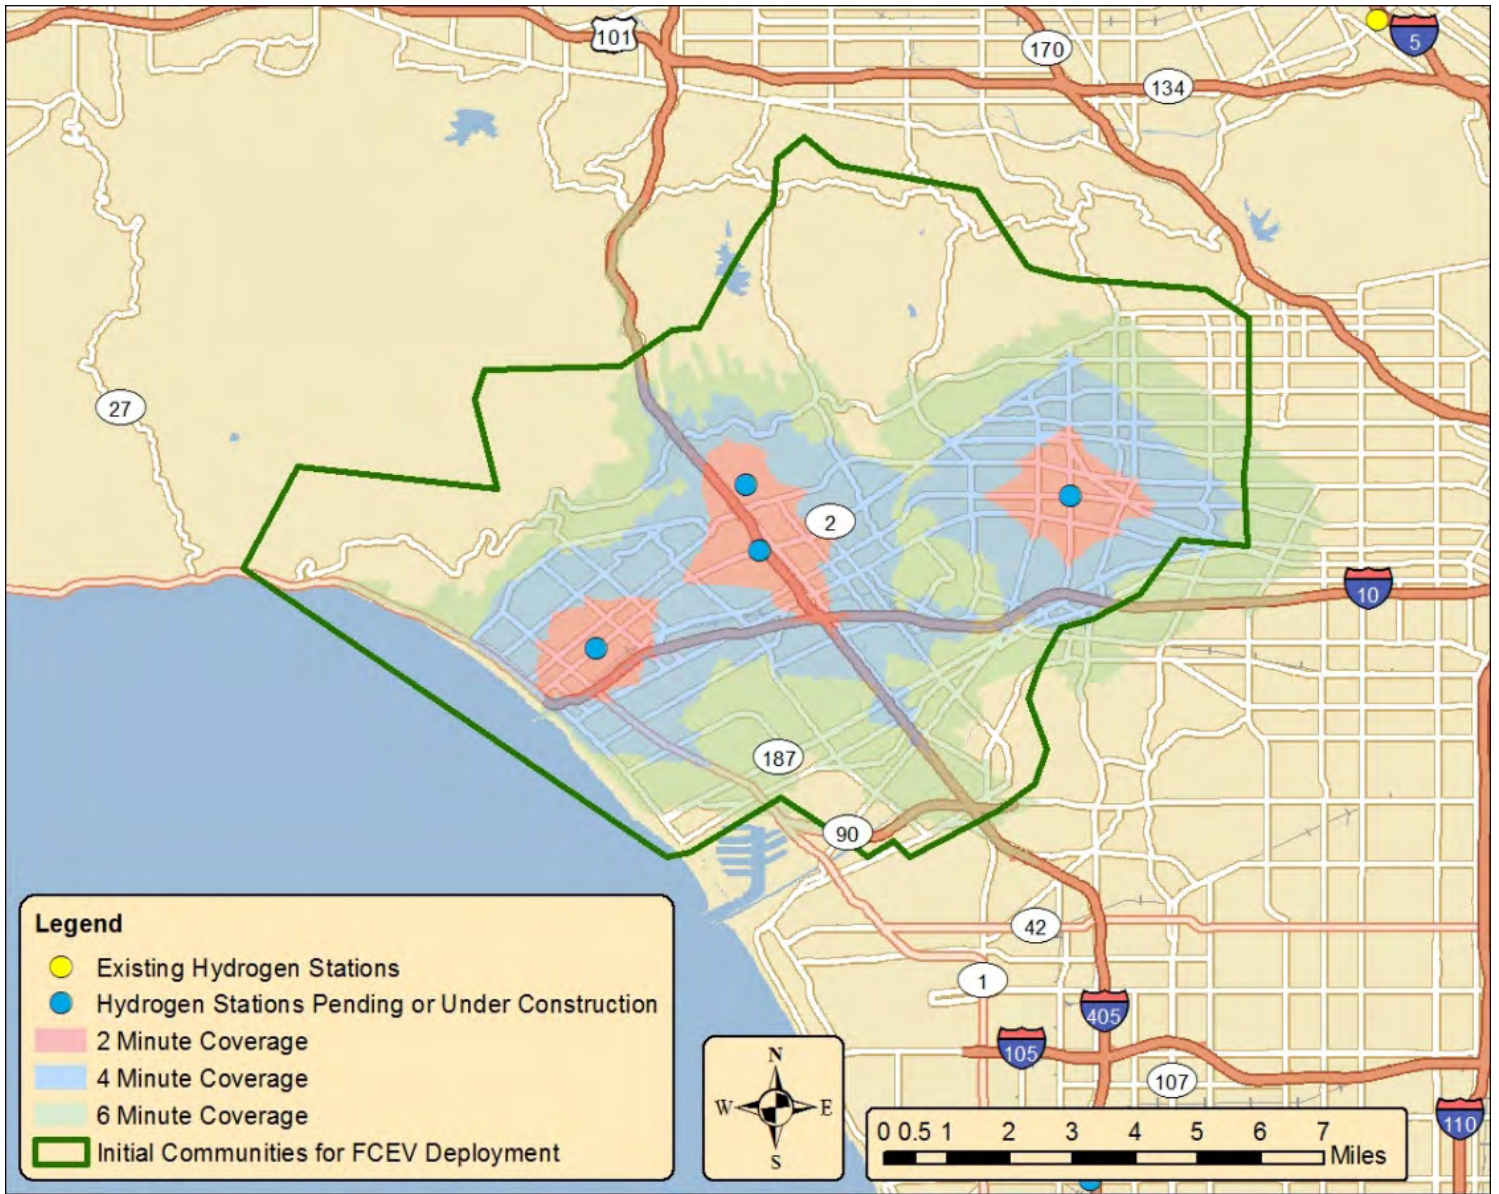 101
170
5
134
27
2
10
187
90
42
1
405
105
107
110
Legend
Existing Hydrogen Stations
Hydrogen Stations Pending or Under Construction
2 Minute Coverage
4 Minute Coverage
6 Minute Coverage
Initial Communities for FCEV Deployment
N
W E
S
0 0.5 1 2 3 4 5 6 7
Miles